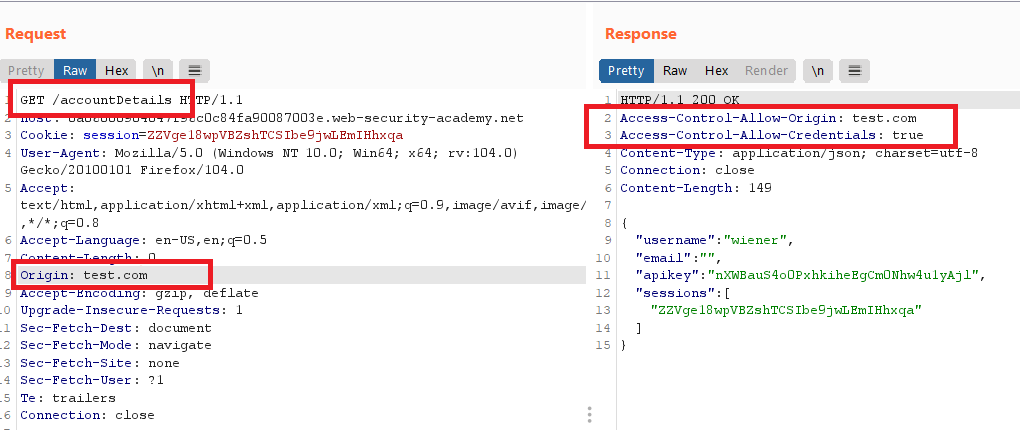 Request
Pretty Raw Hex \n
1 GET /accountDetails HTTP/1.1
2 Host: .web-security-academy.net
3 Cookie: session=ZZVge18wpVBZshTCSIbe9jwLEmIHhxqa
4 User-Agent: Mozilla/5.0 (Windows NT 10.0; Win64; x64; rv:104.0)
Gecko/20100101 Firefox/104.0
5 Accept:
text/html,application/xhtml+xml,application/xml;q=0.9,image/avif,image/
,*/*;q=0.8
6 Accept-Language: en-US,en;q=0.5
7 Content-Length: 0
8 Origin: test.com
9 Accept-Encoding: gzip, deflate
10 Upgrade-Insecure-Requests: 1
11 Sec-Fetch-Dest: document
12 Sec-Fetch-Mode: navigate
13 Sec-Fetch-Site: none
14 Sec-Fetch-User: ?1
15 Te: trailers
16 Connection: close
Response
Pretty Raw Hex Render \n
1 HTTP/1.1 200 OK
2 Access-Control-Allow-Origin: test.com
3 Access-Control-Allow-Credentials: true
4 Content-Type: application/json; charset=utf-8
5 Connection: close
6 Content-Length: 149
7
8 {
9 "username":"wiener",
10 "email":"",
11 "apikey":"nXWBauS4o0PxhkiheEgCm0Nhw4u1yAjl",
12 "sessions":[
13 "ZZVge18wpVBZshTCSIbe9jwLEmIHhxqa"
14 ]
15 }